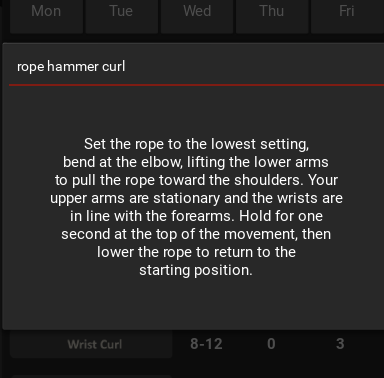 Mon Tue Wed Thu Fri
rope hammer curl
Set the rope to the lowest setting,
bend at the elbow, lifting the lower arms
to pull the rope toward the shoulders. Your
upper arms are stationary and the wrists are
in line with the forearms. Hold for one
second at the top of the movement, then
lower the rope to return to the
starting position.
Wrist Curl 8-12 0 3